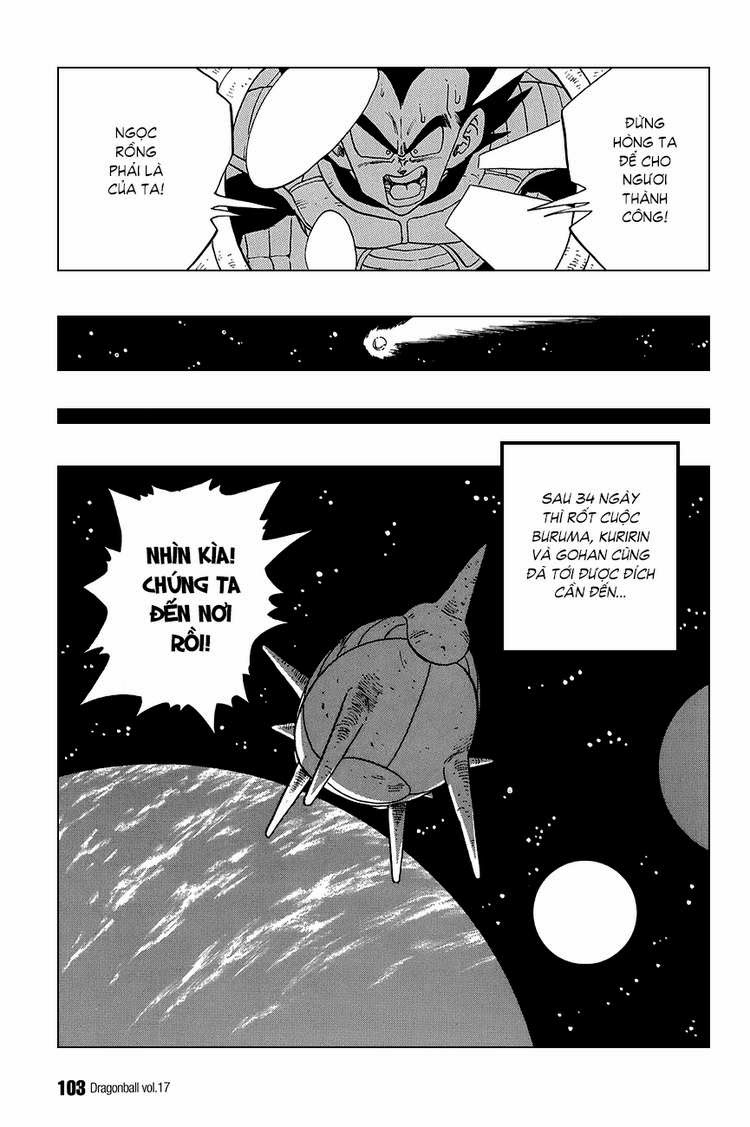 ĐỪNG
HÒNG TA
ĐỂ CHO
NGƯƠI
THÀNH
CÔNG!
NGỌC
RỒNG
PHẢI LÀ
CỦA TA!
SAU 34 NGÀY
THÌ RỐT CUỘC
BURUMA, KURIRIN
VÀ GOHAN CŨNG
ĐÃ TỚI ĐƯỢC ĐÍCH
CẦN ĐẾN...
NHÌN KÌA!
CHÚNG TA
ĐẾN NƠI
RỒI!
103 Dragonball vol.17